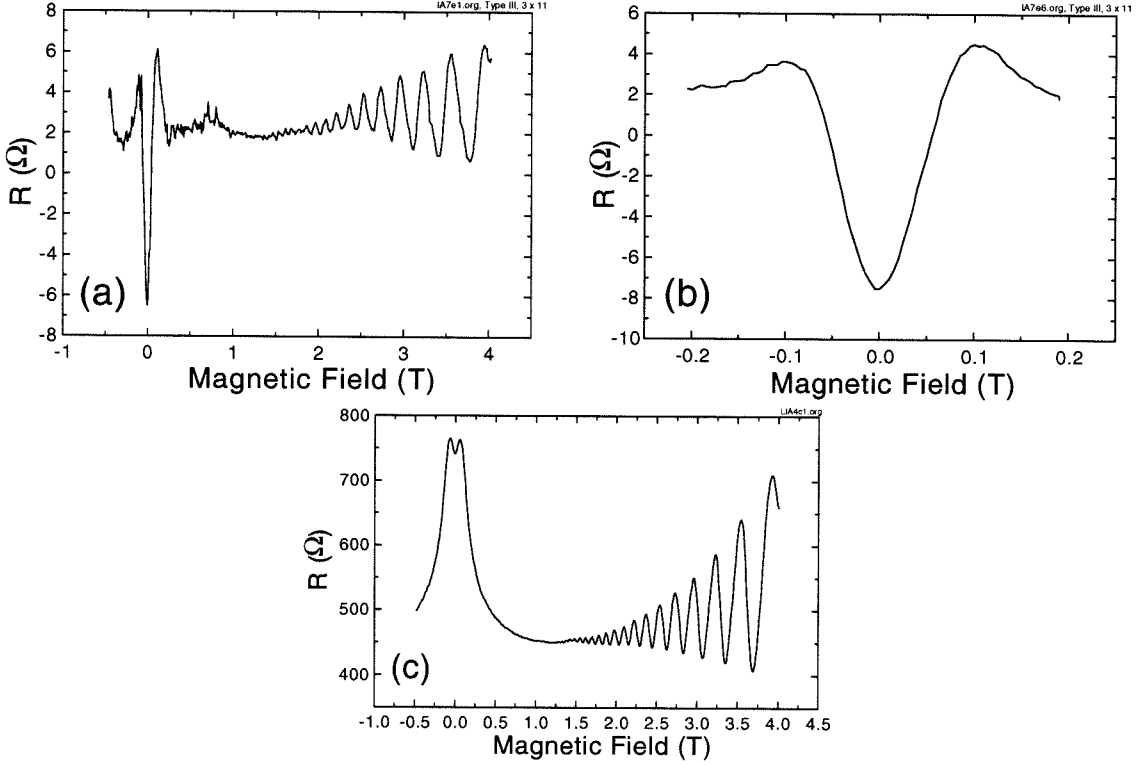 IA7e1.org, Type III, 3 x 11
8
6
4
2
0
-2
-4
-6
-8
R (Ω)
(a)
-1 0 1 2 3 4 5
Magnetic Field (T)
IA7e6.org, Type III, 3 x 11
6
4
2
0
-2
-4
-6
-8
-10
R (Ω)
(b)
-0.2 -0.1 0.0 0.1 0.2
Magnetic Field (T)
LIA4c1.org
800
700
600
500
400
R (Ω)
(c)
-1.0 -0.5 0.0 0.5 1.0 1.5 2.0 2.5 3.0 3.5 4.0 4.5
Magnetic Field (T)